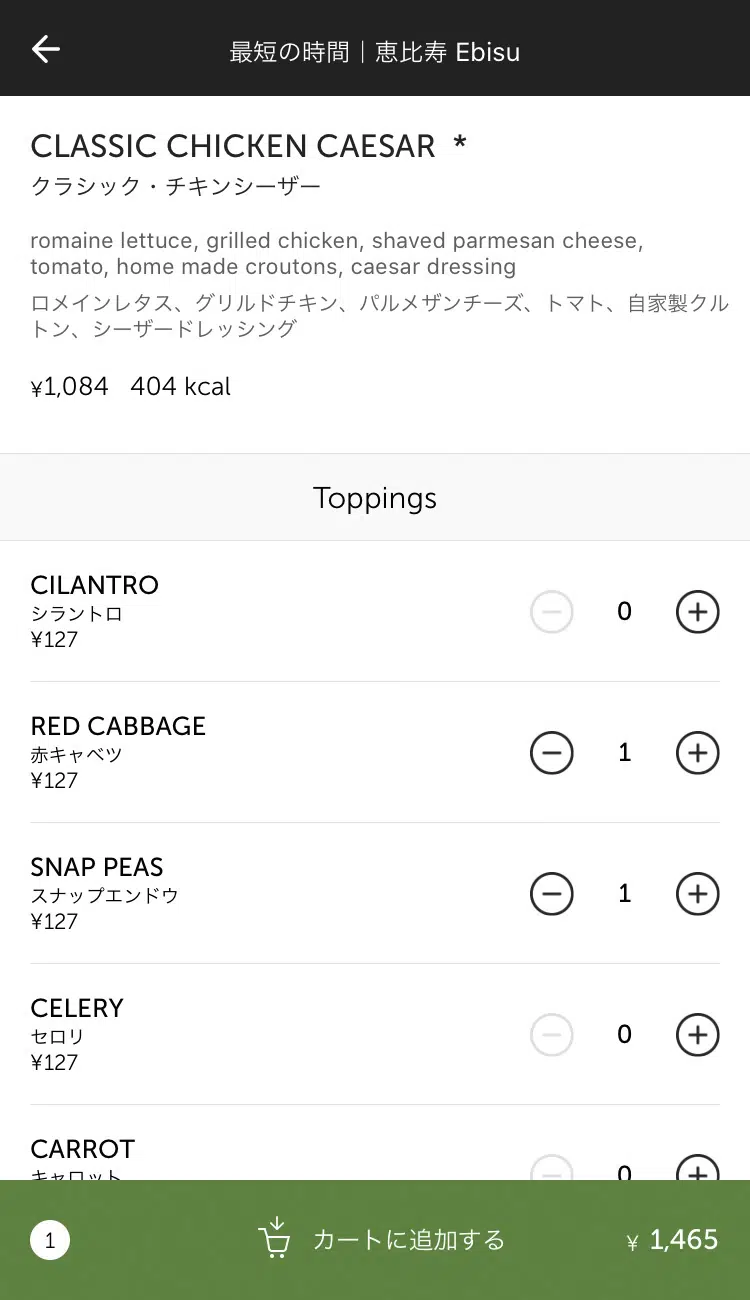 最短の時間｜恵比寿 Ebisu
CLASSIC CHICKEN CAESAR *
クラシック・チキンシーザー
romaine lettuce, grilled chicken, shaved parmesan cheese,
tomato, home made croutons, caesar dressing
ロメインレタス、グリルドチキン、パルメザンチーズ、トマト、自家製クル
トン、シーザードレッシング
¥1,084 404 kcal
Toppings
CILANTRO
シラントロ
¥127
0
RED CABBAGE
赤キャベツ
¥127
1
SNAP PEAS
スナップエンドウ
¥127
1
CELERY
セロリ
¥127
0
CARROT
キャロット
0
1 カートに追加する ¥ 1,465